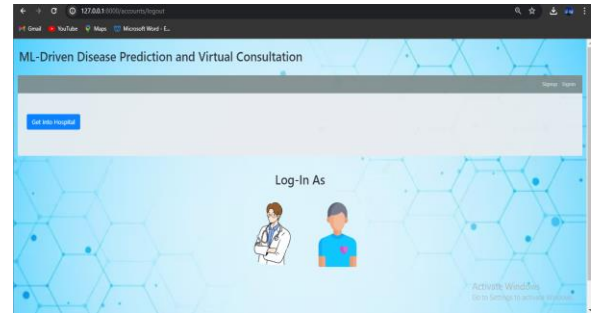 127.0.0.1:8000/accounts/logout
Gmail YouTube Maps Microsoft Word - E...
ML-Driven Disease Prediction and Virtual Consultation
Signup Signin
Get Into Hospital
Log-In As
Activate Windows
Go to Settings to activate Windows.